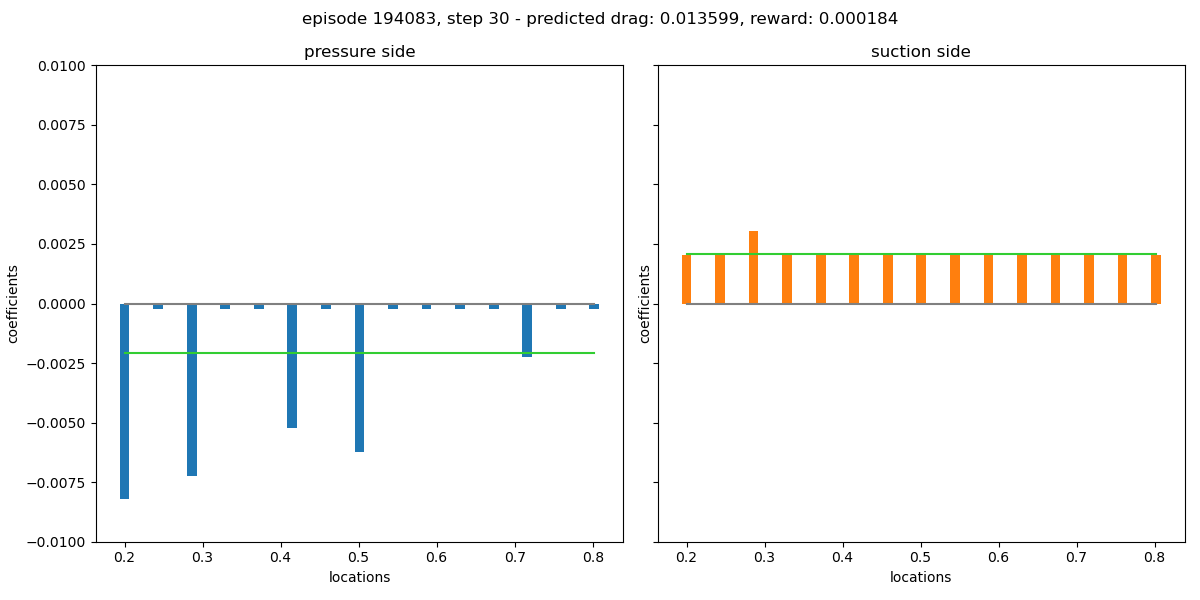 episode 194083, step 30 - predicted drag: 0.013599, reward: 0.000184
pressure side
suction side
0.0100
0.0075
0.0050
0.0025
0.0000
−0.0025
−0.0050
−0.0075
−0.0100
coefficients
coefficients
0.2 0.3 0.4 0.5 0.6 0.7 0.8
0.2 0.3 0.4 0.5 0.6 0.7 0.8
locations
locations